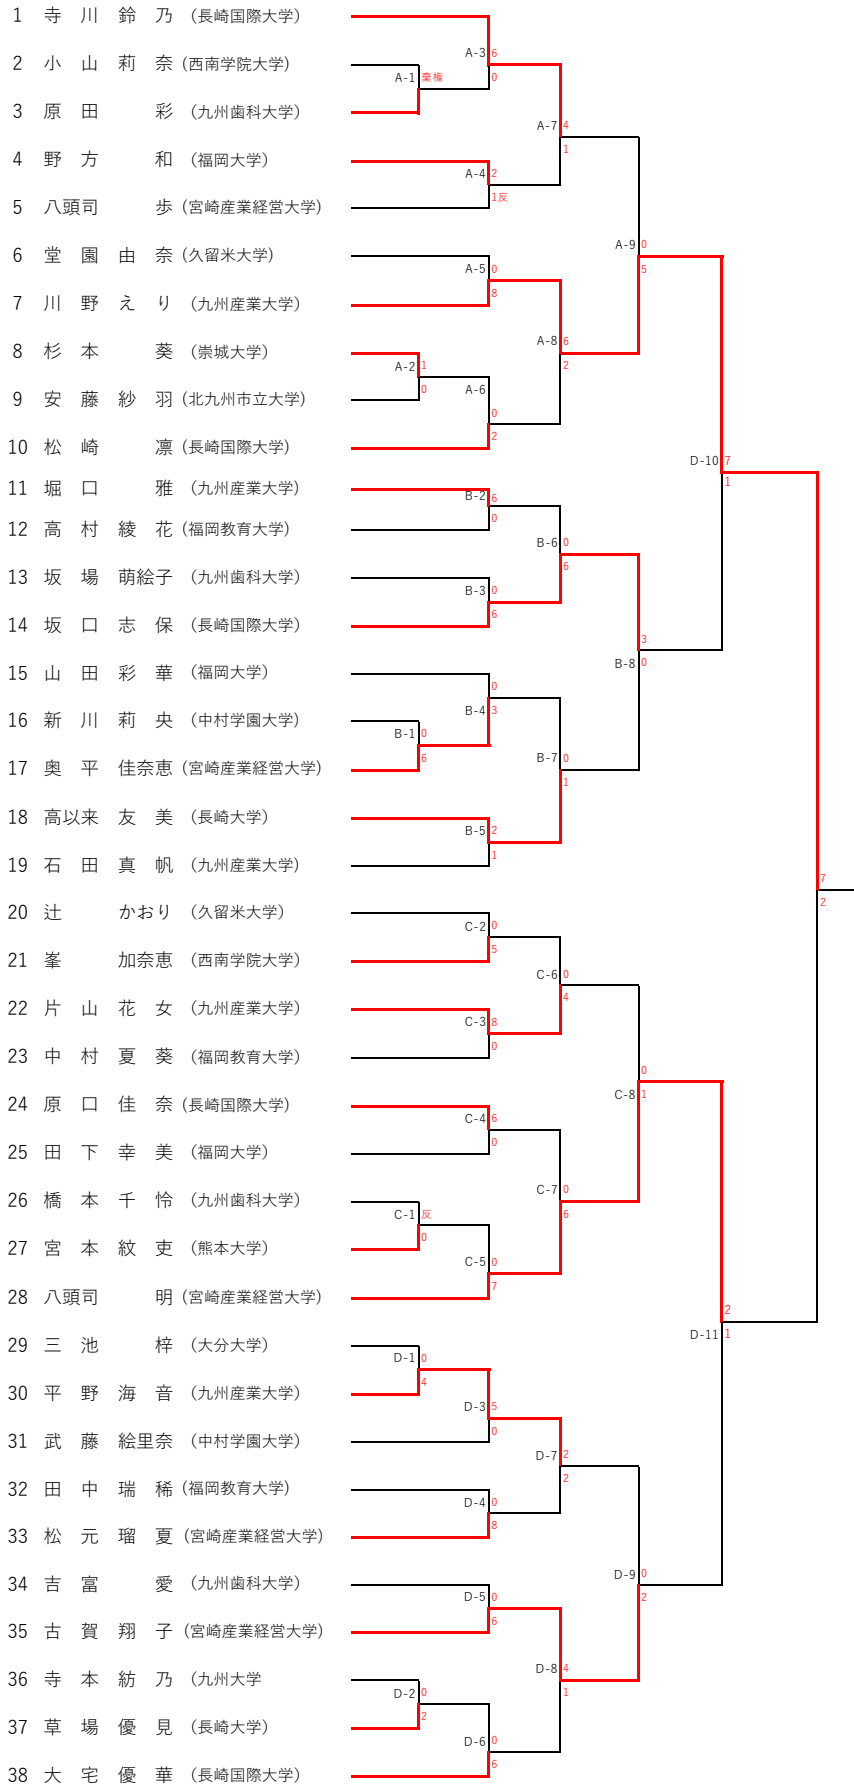 1 寺川鈴乃 (長崎国際大学)
A-3 6
2 小山莉奈 (西南学院大学)
A-1 棄権 0
3 原田 彩 (九州歯科大学)
A-7 4
1
4 野方 和 (福岡大学)
A-4 2
1反
5 八頭司 歩 (宮崎産業経営大学)
A-9 0
6 堂園由奈 (久留米大学)
A-5 0 5
8
7 川野えり (九州産業大学)
A-8 6
8 杉本 葵 (崇城大学)
A-2 1 2
0 A-6
9 安藤紗羽 (北九州市立大学)
0
2
10 松崎 凛 (長崎国際大学)
D-10 7
1
11 堀口 雅 (九州産業大学)
B-2 6
0
12 高村綾花 (福岡教育大学)
B-6 0
6
13 坂場萌絵子 (九州歯科大学)
B-3 0
6
14 坂口志保 (長崎国際大学)
3
B-8 0
15 山田彩華 (福岡大学)
0
B-4 3
16 新川莉央 (中村学園大学)
B-1 0
6 B-7 0
17 奥平佳奈恵 (宮崎産業経営大学)
1
18 高以来友美 (長崎大学)
B-5 2
1
19 石田真帆 (九州産業大学)
7
2
20 辻 かおり (久留米大学)
C-2 0
5
21 峯 加奈恵 (西南学院大学)
C-6 0
4
22 片山花女 (九州産業大学)
C-3 8
0
23 中村夏葵 (福岡教育大学)
0
C-8 1
24 原口佳奈 (長崎国際大学)
C-4 6
0
25 田下幸美 (福岡大学)
C-7 0
26 橋本千怜 (九州歯科大学)
C-1 反 6
0
27 宮本紋吏 (熊本大学)
C-5 0
7
28 八頭司 明 (宮崎産業経営大学)
2
D-11 1
29 三池 梓 (大分大学)
D-1 0
4
30 平野海音 (九州産業大学)
D-3 5
0
31 武藤絵里奈 (中村学園大学)
D-7 2
2
32 田中瑞稀 (福岡教育大学)
D-4 0
8
33 松元瑠夏 (宮崎産業経営大学)
D-9 0
34 吉富 愛 (九州歯科大学)
D-5 0 2
6
35 古賀翔子 (宮崎産業経営大学)
D-8 4
36 寺本紡乃 (九州大学
D-2 0 1
2
37 草場優見 (長崎大学)
D-6 0
6
38 大宅優華 (長崎国際大学)